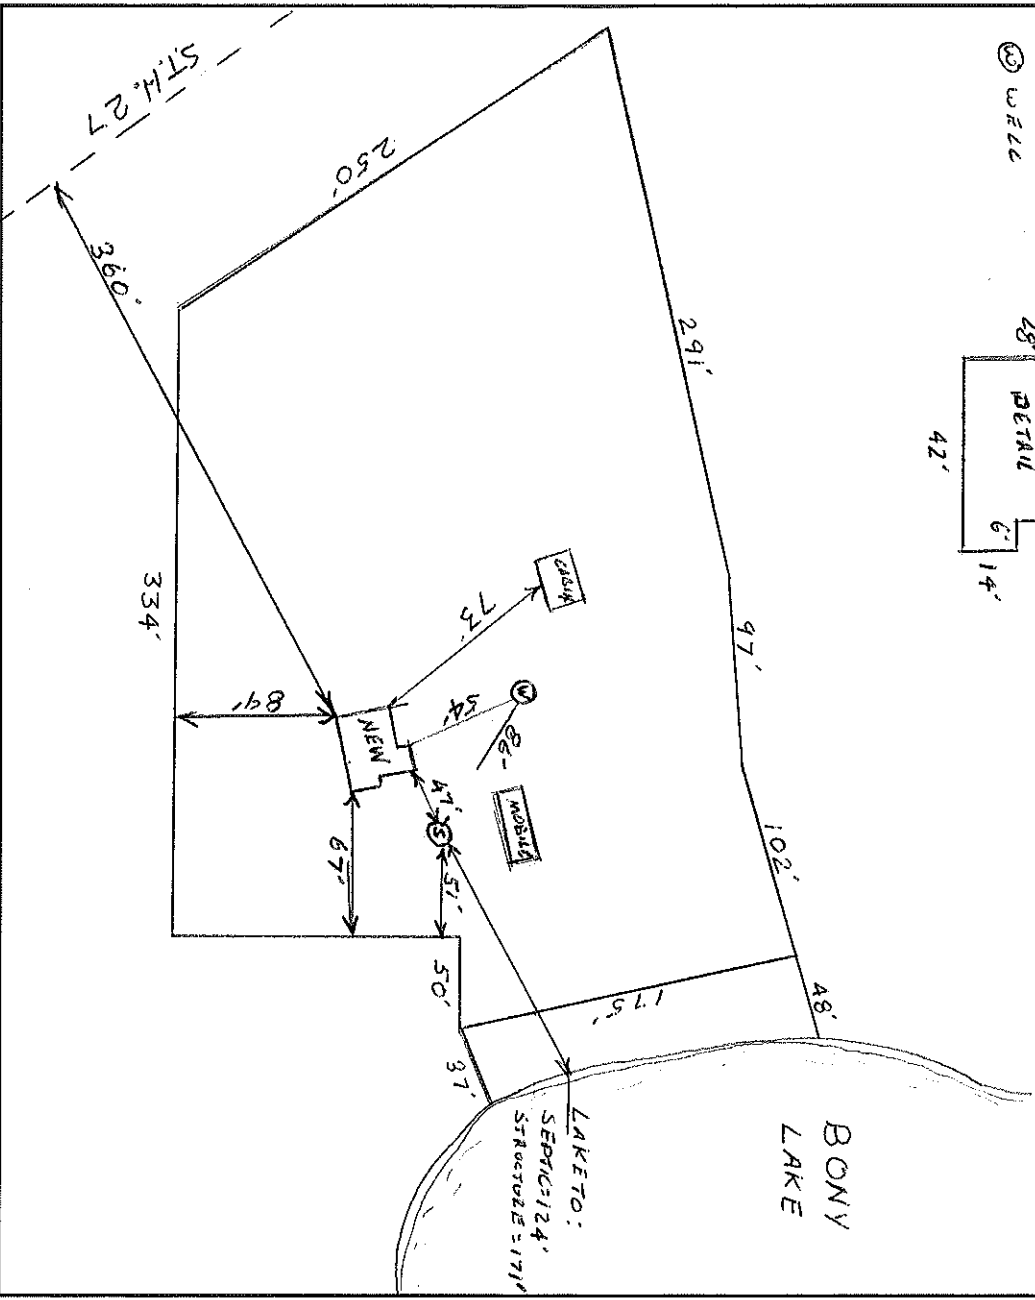 Ⓦ WELL
28'
DETAIL
6'
14'
42'
S.T.H. 27
250'
360'
291'
97'
102'
48'
334'
CABIN
73'
W
54'
86'
MOBILE
89'
NEW
47'
S
51'
67'
50'
175'
37'
BONY
LAKE
LAKE TO:
SEPTIC=124'
STRUCTURE=171'